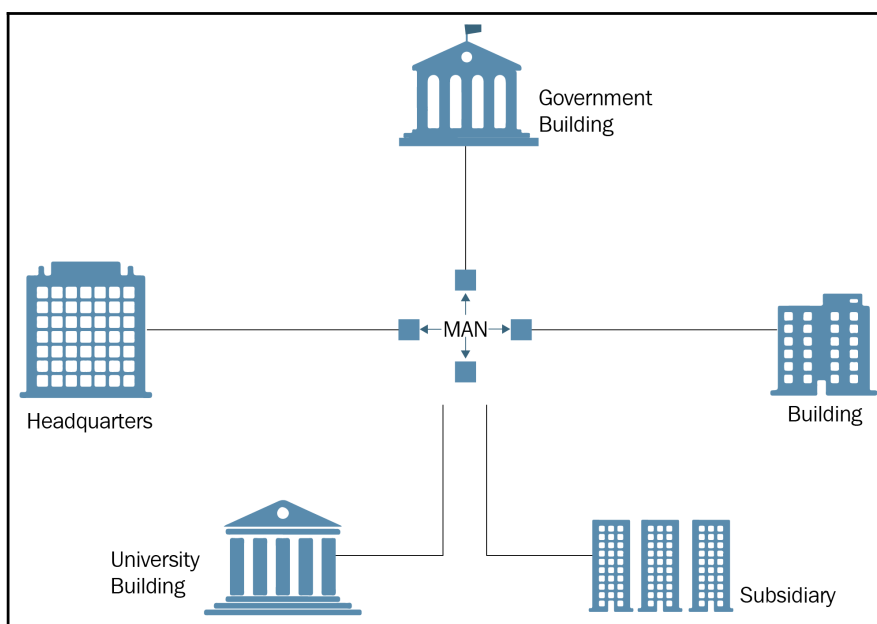 Government
Building
MAN
Headquarters
Building
University
Building
Subsidiary